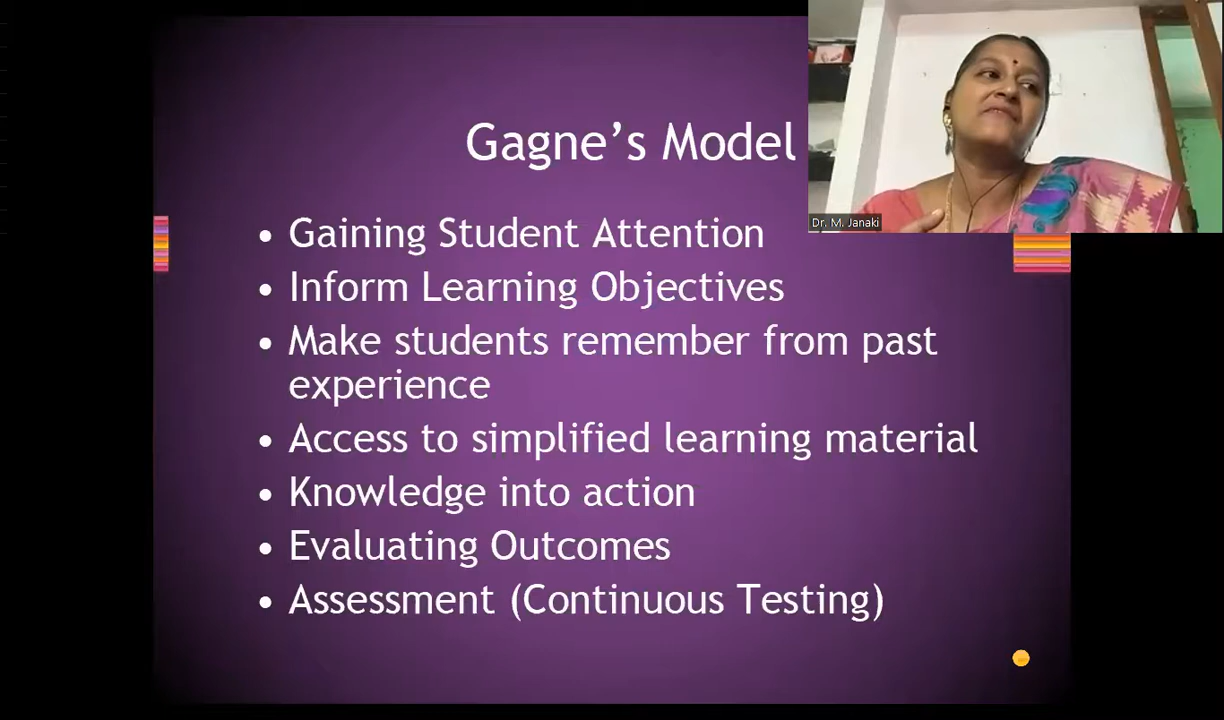 Gagne’s Model
Dr. M. Janaki
• Gaining Student Attention
• Inform Learning Objectives
• Make students remember from past
experience
• Access to simplified learning material
• Knowledge into action
• Evaluating Outcomes
• Assessment (Continuous Testing)